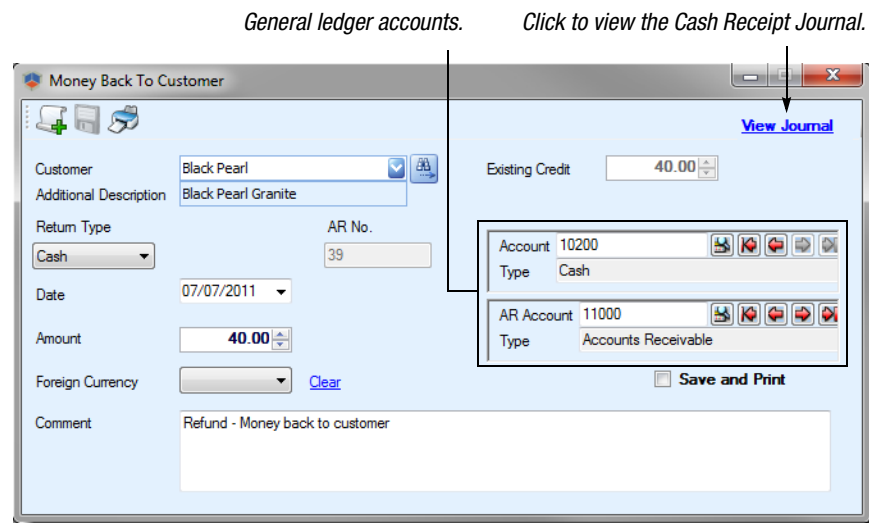 General ledger accounts. Click to view the Cash Receipt Journal.
Money Back To Customer
View Journal
Customer Black Pearl Existing Credit 40.00
Additional Description Black Pearl Granite
Return Type AR No.
Cash 39
Account 10200
Type Cash
Date 07/07/2011
AR Account 11000
Type Accounts Receivable
Amount 40.00
Foreign Currency Clear Save and Print
Comment Refund - Money back to customer